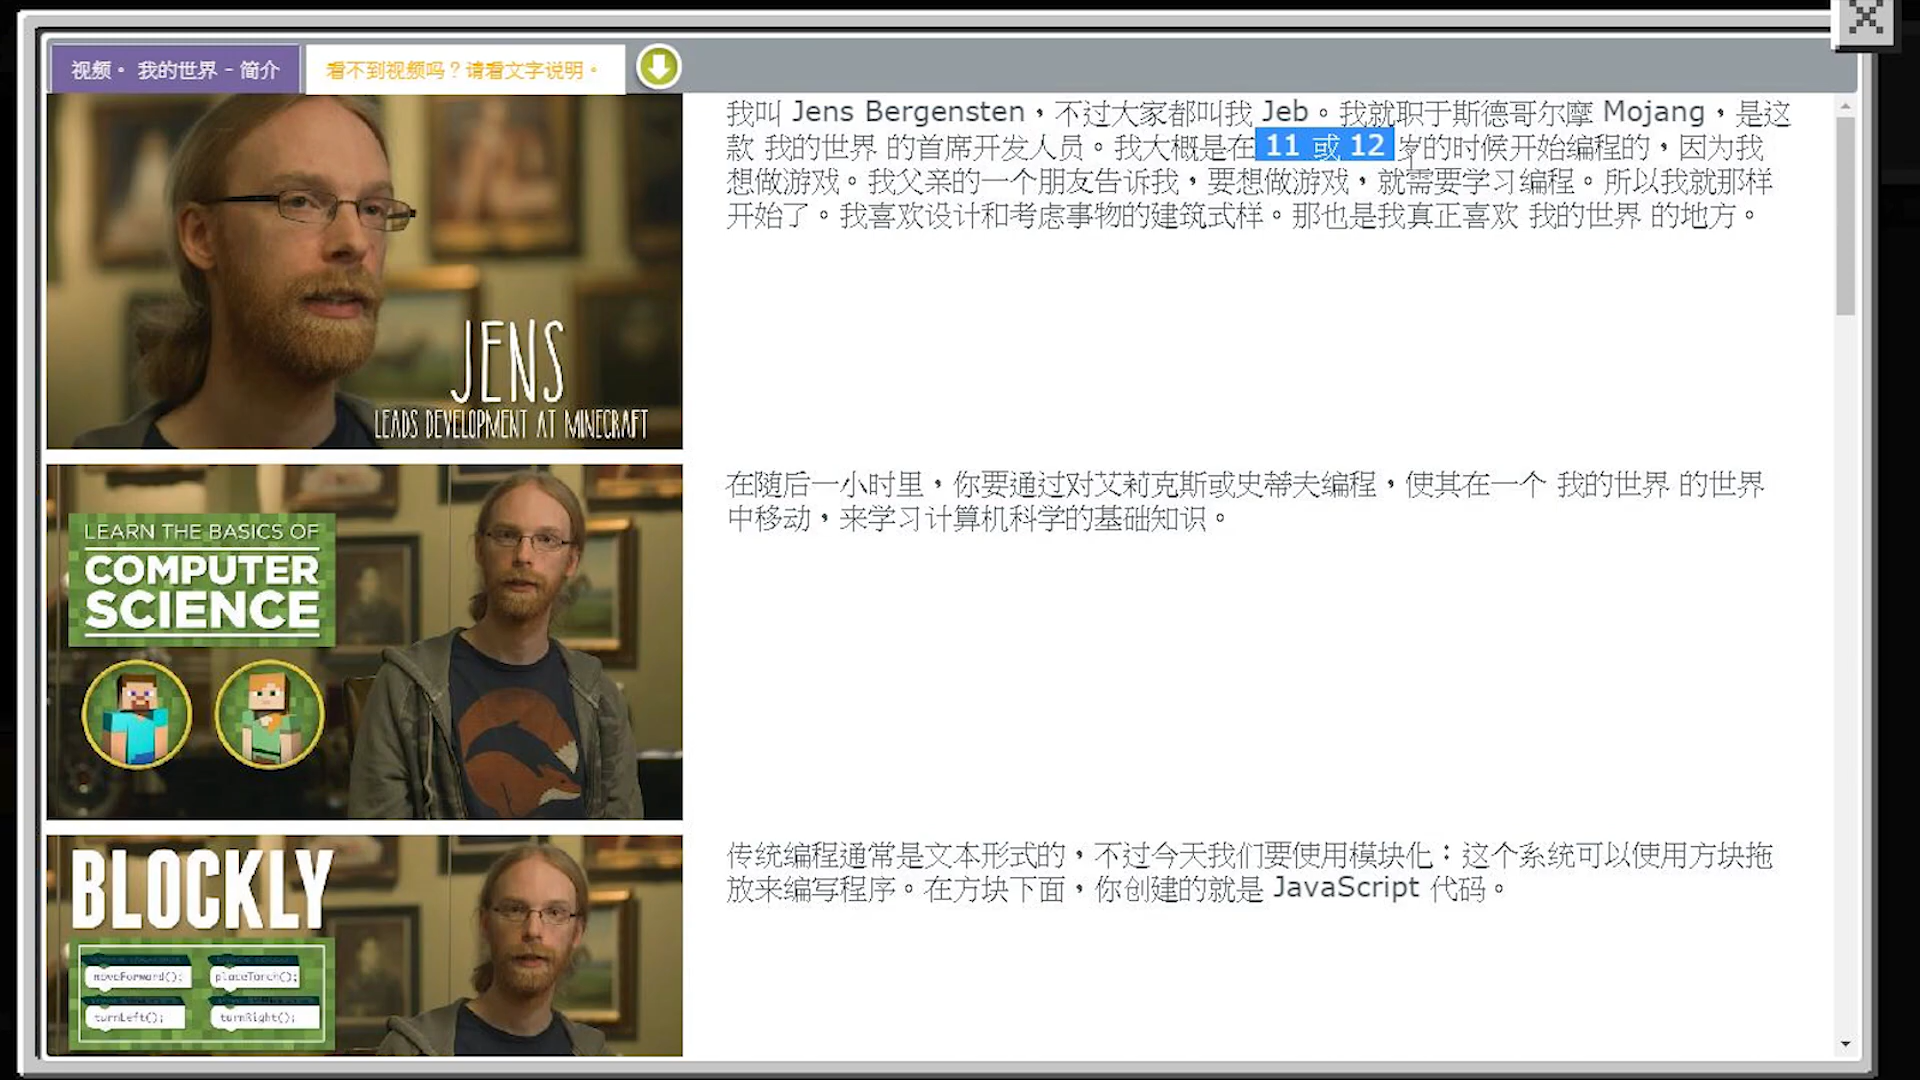 视频。 我的世界 - 简介
看不到视频吗？请看文字说明。
JENS
LEADS DEVELOPMENT AT MINECRAFT
我叫 Jens Bergensten，不过大家都叫我 Jeb。我就职于斯德哥尔摩 Mojang，是这
款 我的世界 的首席开发人员。我大概是在 11 或 12 岁的时候开始编程的，因为我
想做游戏。我父亲的一个朋友告诉我，要想做游戏，就需要学习编程。所以我就那样
开始了。我喜欢设计和考虑事物的建筑式样。那也是我真正喜欢 我的世界 的地方。
LEARN THE BASICS OF
COMPUTER
SCIENCE
在随后一小时里，你要通过对艾莉克斯或史蒂夫编程，使其在一个 我的世界 的世界
中移动，来学习计算机科学的基础知识。
BLOCKLY
moveForward();
placeTorch();
turnLeft();
turnRight();
传统编程通常是文本形式的，不过今天我们要使用模块化：这个系统可以使用方块拖
放来编写程序。在方块下面，你创建的就是 JavaScript 代码。